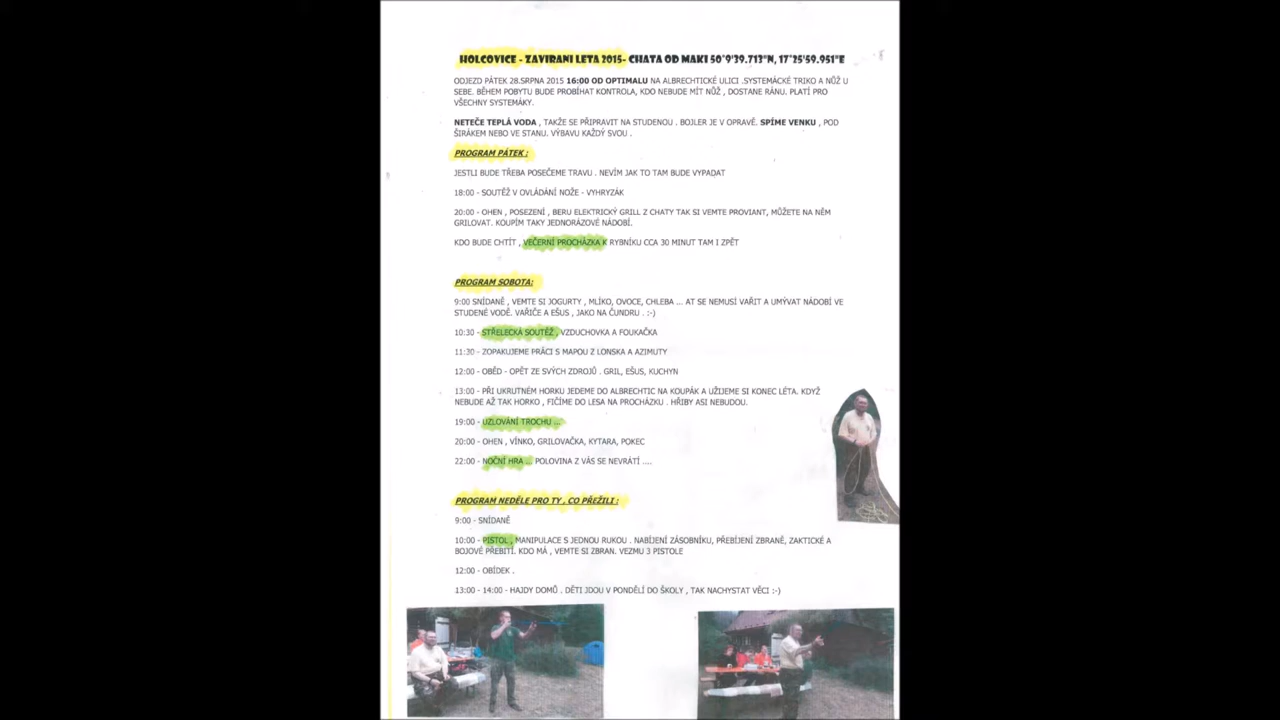 HOLCOVICE - ZAVIRANI LETA 2015- CHATA OD MAKI 50°9'39.713"N, 17°25'59.951"E
ODJEZD PÁTEK 28.SRPNA 2015 16:00 OD OPTIMALU NA ALBRECHTICKÉ ULICI .SYSTEMÁCKÉ TRIKO A NŮŽ U
SEBE. BĚHEM POBYTU BUDE PROBÍHAT KONTROLA, KDO NEBUDE MÍT NŮŽ , DOSTANE RÁNU. PLATÍ PRO
VŠECHNY SYSTEMÁKY.
NETEČE TEPLÁ VODA , TAKŽE SE PŘIPRAVIT NA STUDENOU . BOJLER JE V OPRAVĚ. SPÍME VENKU , POD
ŠIRÁKEM NEBO VE STANU. VÝBAVU KAŽDÝ SVOU .
PROGRAM PÁTEK :
JESTLI BUDE TŘEBA POSEČEME TRAVU . NEVÍM JAK TO TAM BUDE VYPADAT
18:00 - SOUTĚŽ V OVLÁDÁNÍ NOŽE - VYHRYZÁK
20:00 - OHEN , POSEZENÍ , BERU ELEKTRICKÝ GRILL Z CHATY TAK SI VEMTE PROVIANT, MŮŽETE NA NĚM
GRILOVAT. KOUPÍM TAKY JEDNORÁZOVÉ NÁDOBÍ.
KDO BUDE CHTÍT , VEČERNÍ PROCHÁZKA K RYBNÍKU CCA 30 MINUT TAM I ZPĚT
PROGRAM SOBOTA:
9:00 SNÍDANĚ , VEMTE SI JOGURTY , MLÍKO, OVOCE, CHLEBA ... AT SE NEMUSÍ VAŘIT A UMÝVAT NÁDOBÍ VE
STUDENÉ VODĚ. VAŘIČE A EŠUS , JAKO NA ČUNDRU . :-)
10:30 - STŘELECKÁ SOUTĚŽ , VZDUCHOVKA A FOUKAČKA
11:30 - ZOPAKUJEME PRÁCI S MAPOU Z LONSKA A AZIMUTY
12:00 - OBĚD - OPĚT ZE SVÝCH ZDROJŮ . GRIL, EŠUS, KUCHYN
13:00 - PŘI UKRUTNÉM HORKU JEDEME DO ALBRECHTIC NA KOUPÁK A UŽIJEME SI KONEC LÉTA. KDYŽ
NEBUDE AŽ TAK HORKO , FIČÍME DO LESA NA PROCHÁZKU . HŘIBY ASI NEBUDOU.
19:00 - UZLOVÁNÍ TROCHU ...
20:00 - OHEN , VÍNKO, GRILOVAČKA, KYTARA, POKEC
22:00 - NOČNÍ HRA ... POLOVINA Z VÁS SE NEVRÁTÍ ....
PROGRAM NEDĚLE PRO TY , CO PŘEŽILI :
9:00 - SNÍDANĚ
10:00 - PISTOL , MANIPULACE S JEDNOU RUKOU . NABÍJENÍ ZÁSOBNÍKU, PŘEBÍJENÍ ZBRANĚ, ZAKTICKÉ A
BOJOVÉ PŘEBITÍ. KDO MÁ , VEMTE SI ZBRAN. VEZMU 3 PISTOLE
12:00 - OBÍDEK .
13:00 - 14:00 - HAJDY DOMŮ . DĚTI JDOU V PONDĚLÍ DO ŠKOLY , TAK NACHYSTAT VĚCI :-)